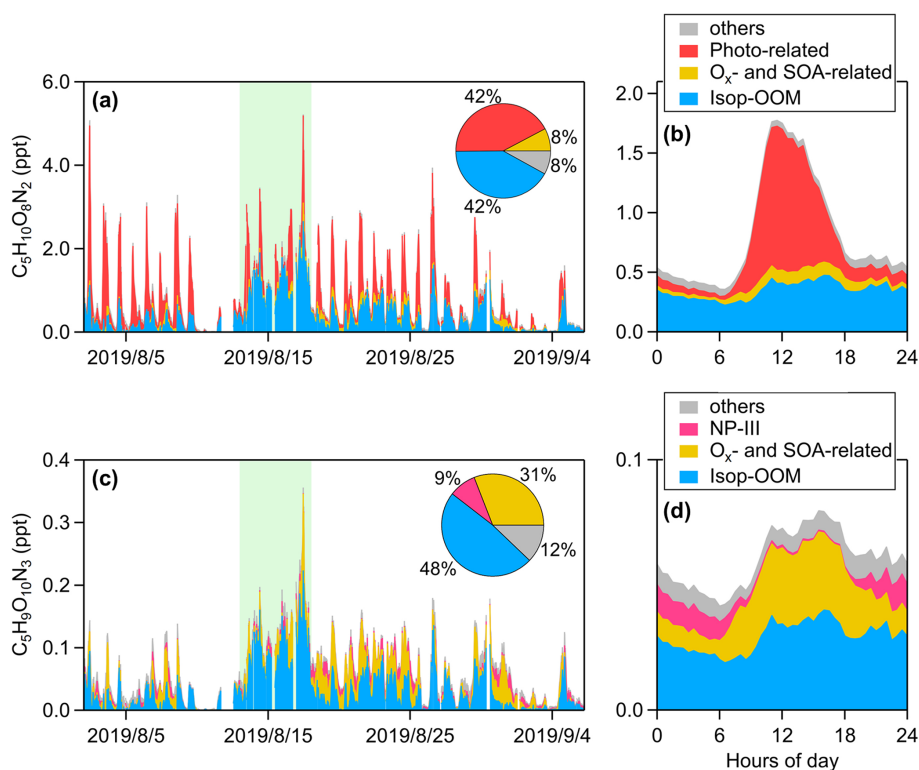 others
Photo-related
Oₓ- and SOA-related
Isop-OOM
(a)
6.0
4.0
2.0
0.0
C₅H₁₀O₈N₂ (ppt)
42%
8%
8%
42%
2019/8/5
2019/8/15
2019/8/25
2019/9/4
(b)
2.0
1.5
1.0
0.5
0.0
0
6
12
18
24
others
NP-III
Oₓ- and SOA-related
Isop-OOM
(c)
0.4
0.3
0.2
0.1
0.0
C₅H₉O₁₀N₃ (ppt)
9%
31%
12%
48%
2019/8/5
2019/8/15
2019/8/25
2019/9/4
(d)
0.1
0.0
0
6
12
18
24
Hours of day